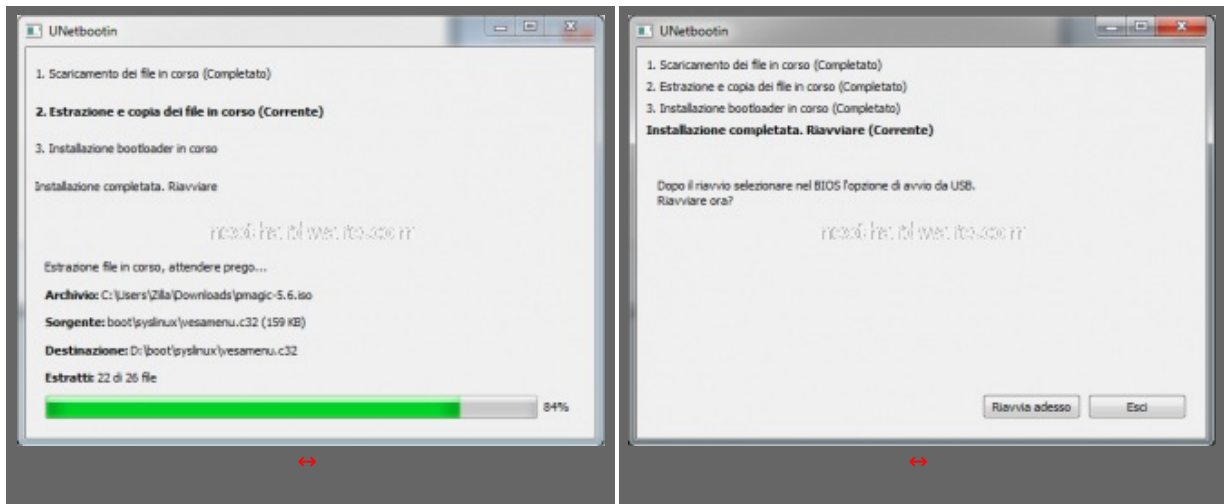 UNetbootin
1. Scaricamento dei file in corso (Completato)
2. Estrazione e copia dei file in corso (Corrente)
3. Installazione bootloader in corso
Installazione completata. Riavviare
Estrazione file in corso, attendere prego...
Archivio: C:\Users\Zilla\Downloads\pmagic-5.6.iso
Sorgente: boot\syslinux\vesamenu.c32 (159 KB)
Destinazione: D:\boot\syslinux\vesamenu.c32
Estratti: 22 di 26 file
84%
UNetbootin
1. Scaricamento dei file in corso (Completato)
2. Estrazione e copia dei file in corso (Completato)
3. Installazione bootloader in corso (Completato)
Installazione completata. Riavviare (Corrente)
Dopo il riavvio selezionare nel BIOS l'opzione di avvio da USB.
Riavviare ora?
Riavvia adesso
Esci